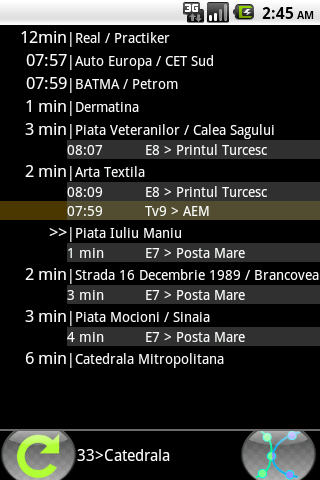 3G 2:45 AM
12min|Real / Practiker
07:57|Auto Europa / CET Sud
07:59|BATMA / Petrom
1 min|Dermatina
3 min|Piata Veteranilor / Calea Sagului
08:07 E8 > Printul Turcesc
2 min|Arta Textila
08:09 E8 > Printul Turcesc
07:59 Tv9 > AEM
>>|Piata Iuliu Maniu
1 min E7 > Posta Mare
2 min|Strada 16 Decembrie 1989 / Brancovea
3 min E7 > Posta Mare
3 min|Piata Mocioni / Sinaia
4 min E7 > Posta Mare
6 min|Catedrala Mitropolitana
33>Catedrala